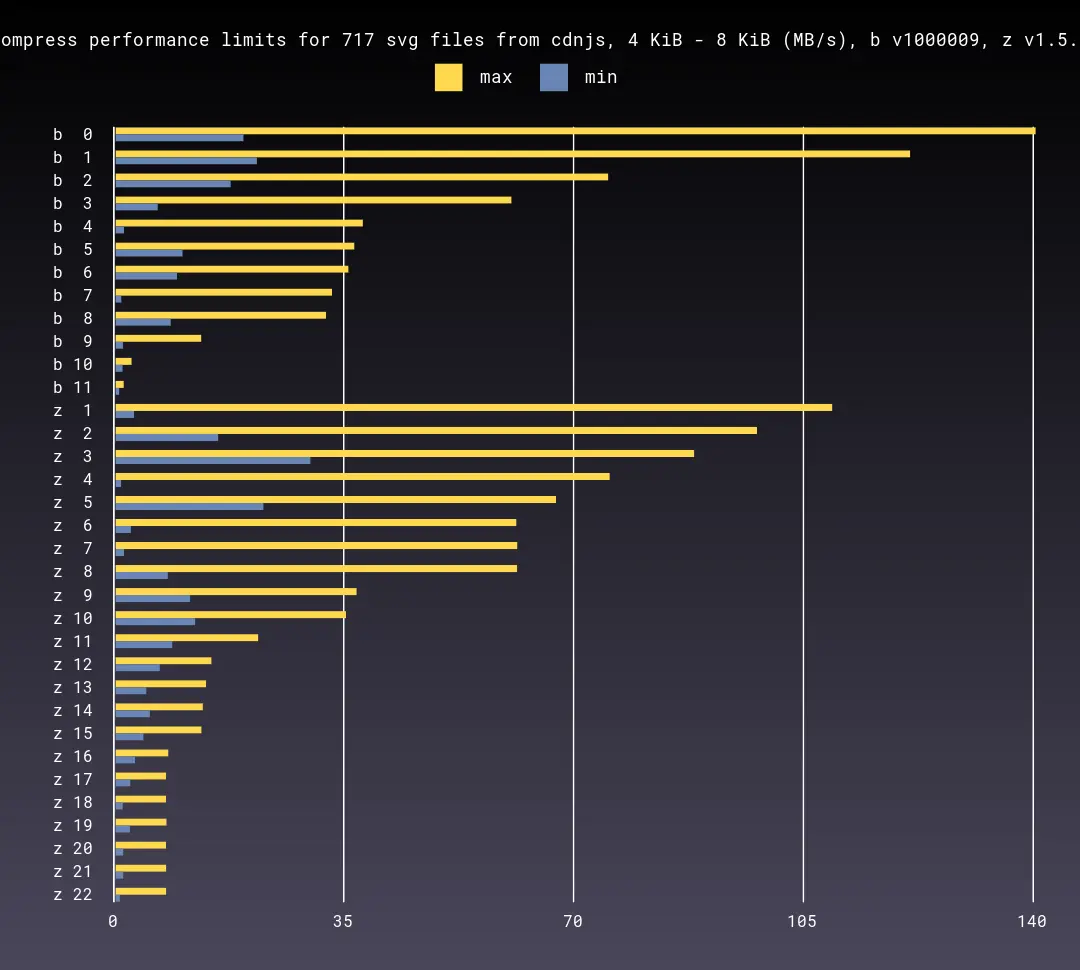 ompress performance limits for 717 svg files from cdnjs, 4 KiB - 8 KiB (MB/s), b v1000009, z v1.5.
max min
b 0
b 1
b 2
b 3
b 4
b 5
b 6
b 7
b 8
b 9
b 10
b 11
z 1
z 2
z 3
z 4
z 5
z 6
z 7
z 8
z 9
z 10
z 11
z 12
z 13
z 14
z 15
z 16
z 17
z 18
z 19
z 20
z 21
z 22
0 35 70 105 140